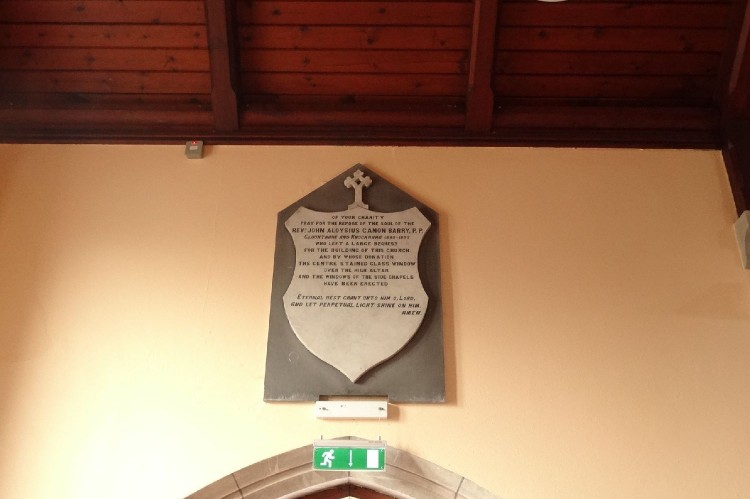 OF YOUR CHARITY
PRAY FOR THE REPOSE OF THE SOUL OF THE
REVD. JOHN ALOYSIUS CANON BARRY, P. P.
AND
WHO LEFT A LARGE BEQUEST
FOR THE BUILDING OF THIS CHURCH
AND BY WHOSE DONATION
THE CENTRE STAINED GLASS WINDOW
OVER THE HIGH ALTAR
AND THE WINDOWS OF THE SIDE CHAPELS
HAVE BEEN ERECTED
ETERNAL REST GRANT UNTO HIM O LORD,
AND LET PERPETUAL LIGHT SHINE ON HIM.
AMEN